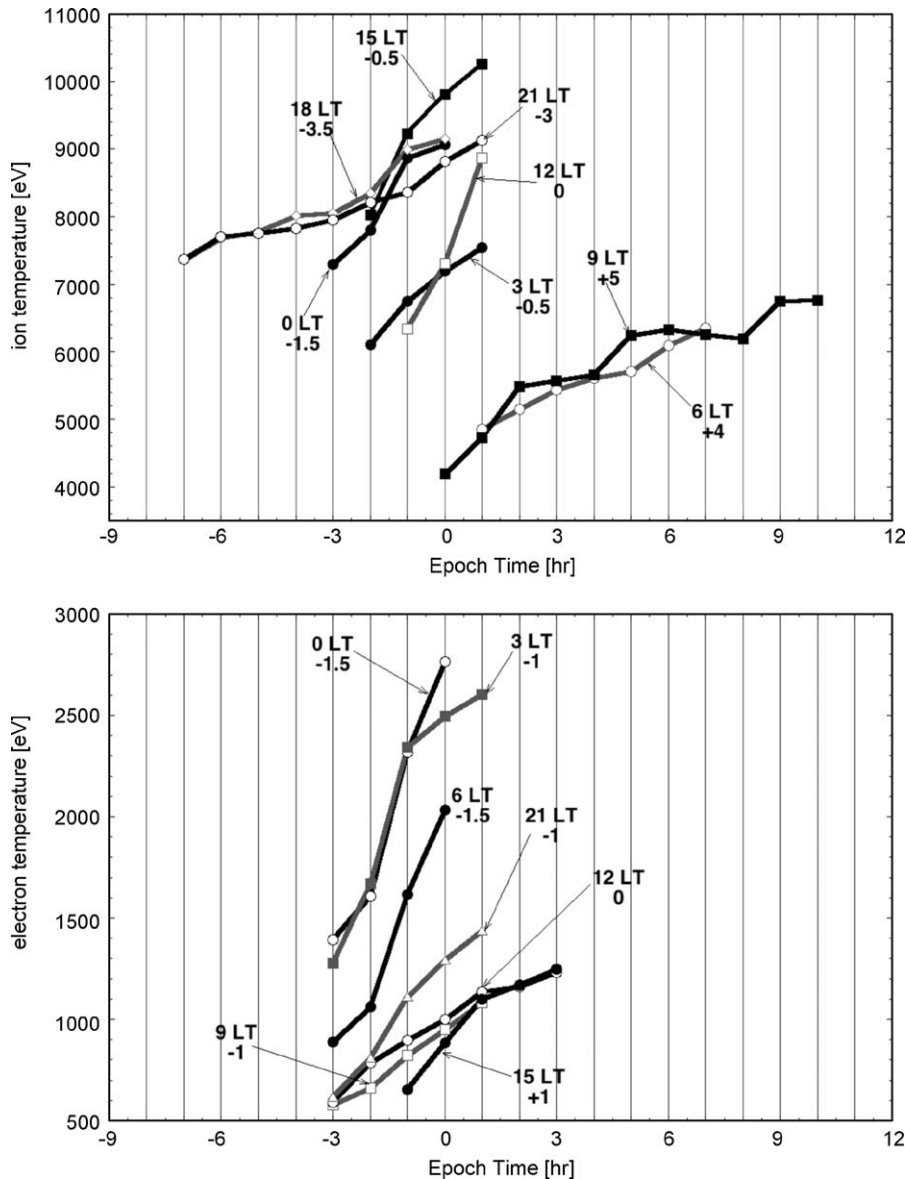 11000
10000
9000
8000
7000
6000
5000
4000
ion temperature [eV]
15 LT
-0.5
18 LT
-3.5
21 LT
-3
12 LT
0
9 LT
+5
3 LT
-0.5
0 LT
-1.5
6 LT
+4
-9 -6 -3 0 3 6 9 12
Epoch Time [hr]
3000
2500
2000
1500
1000
500
electron temperature [eV]
0 LT
-1.5
3 LT
-1
6 LT
-1.5
21 LT
-1
12 LT
0
9 LT
-1
15 LT
+1
-9 -6 -3 0 3 6 9 12
Epoch Time [hr]